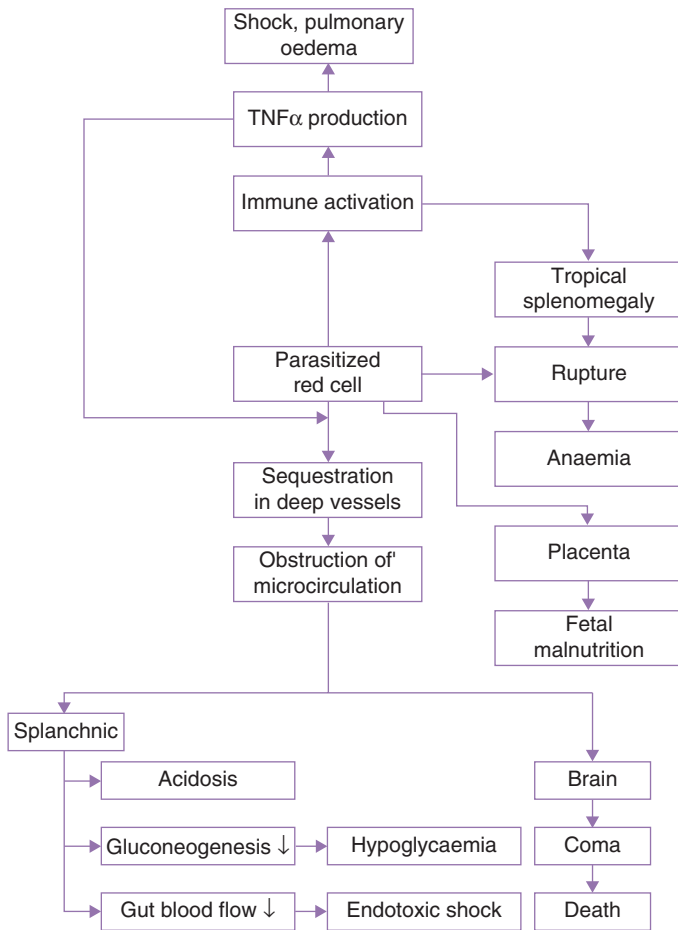 Shock, pulmonary
oedema
TNFα production
Immune activation
Tropical
splenomegaly
Parasitized
red cell
Rupture
Anaemia
Sequestration
in deep vessels
Placenta
Obstruction of'
microcirculation
Fetal
malnutrition
Splanchnic
Acidosis
Brain
Gluconeogenesis ↓
Hypoglycaemia
Coma
Gut blood flow ↓
Endotoxic shock
Death